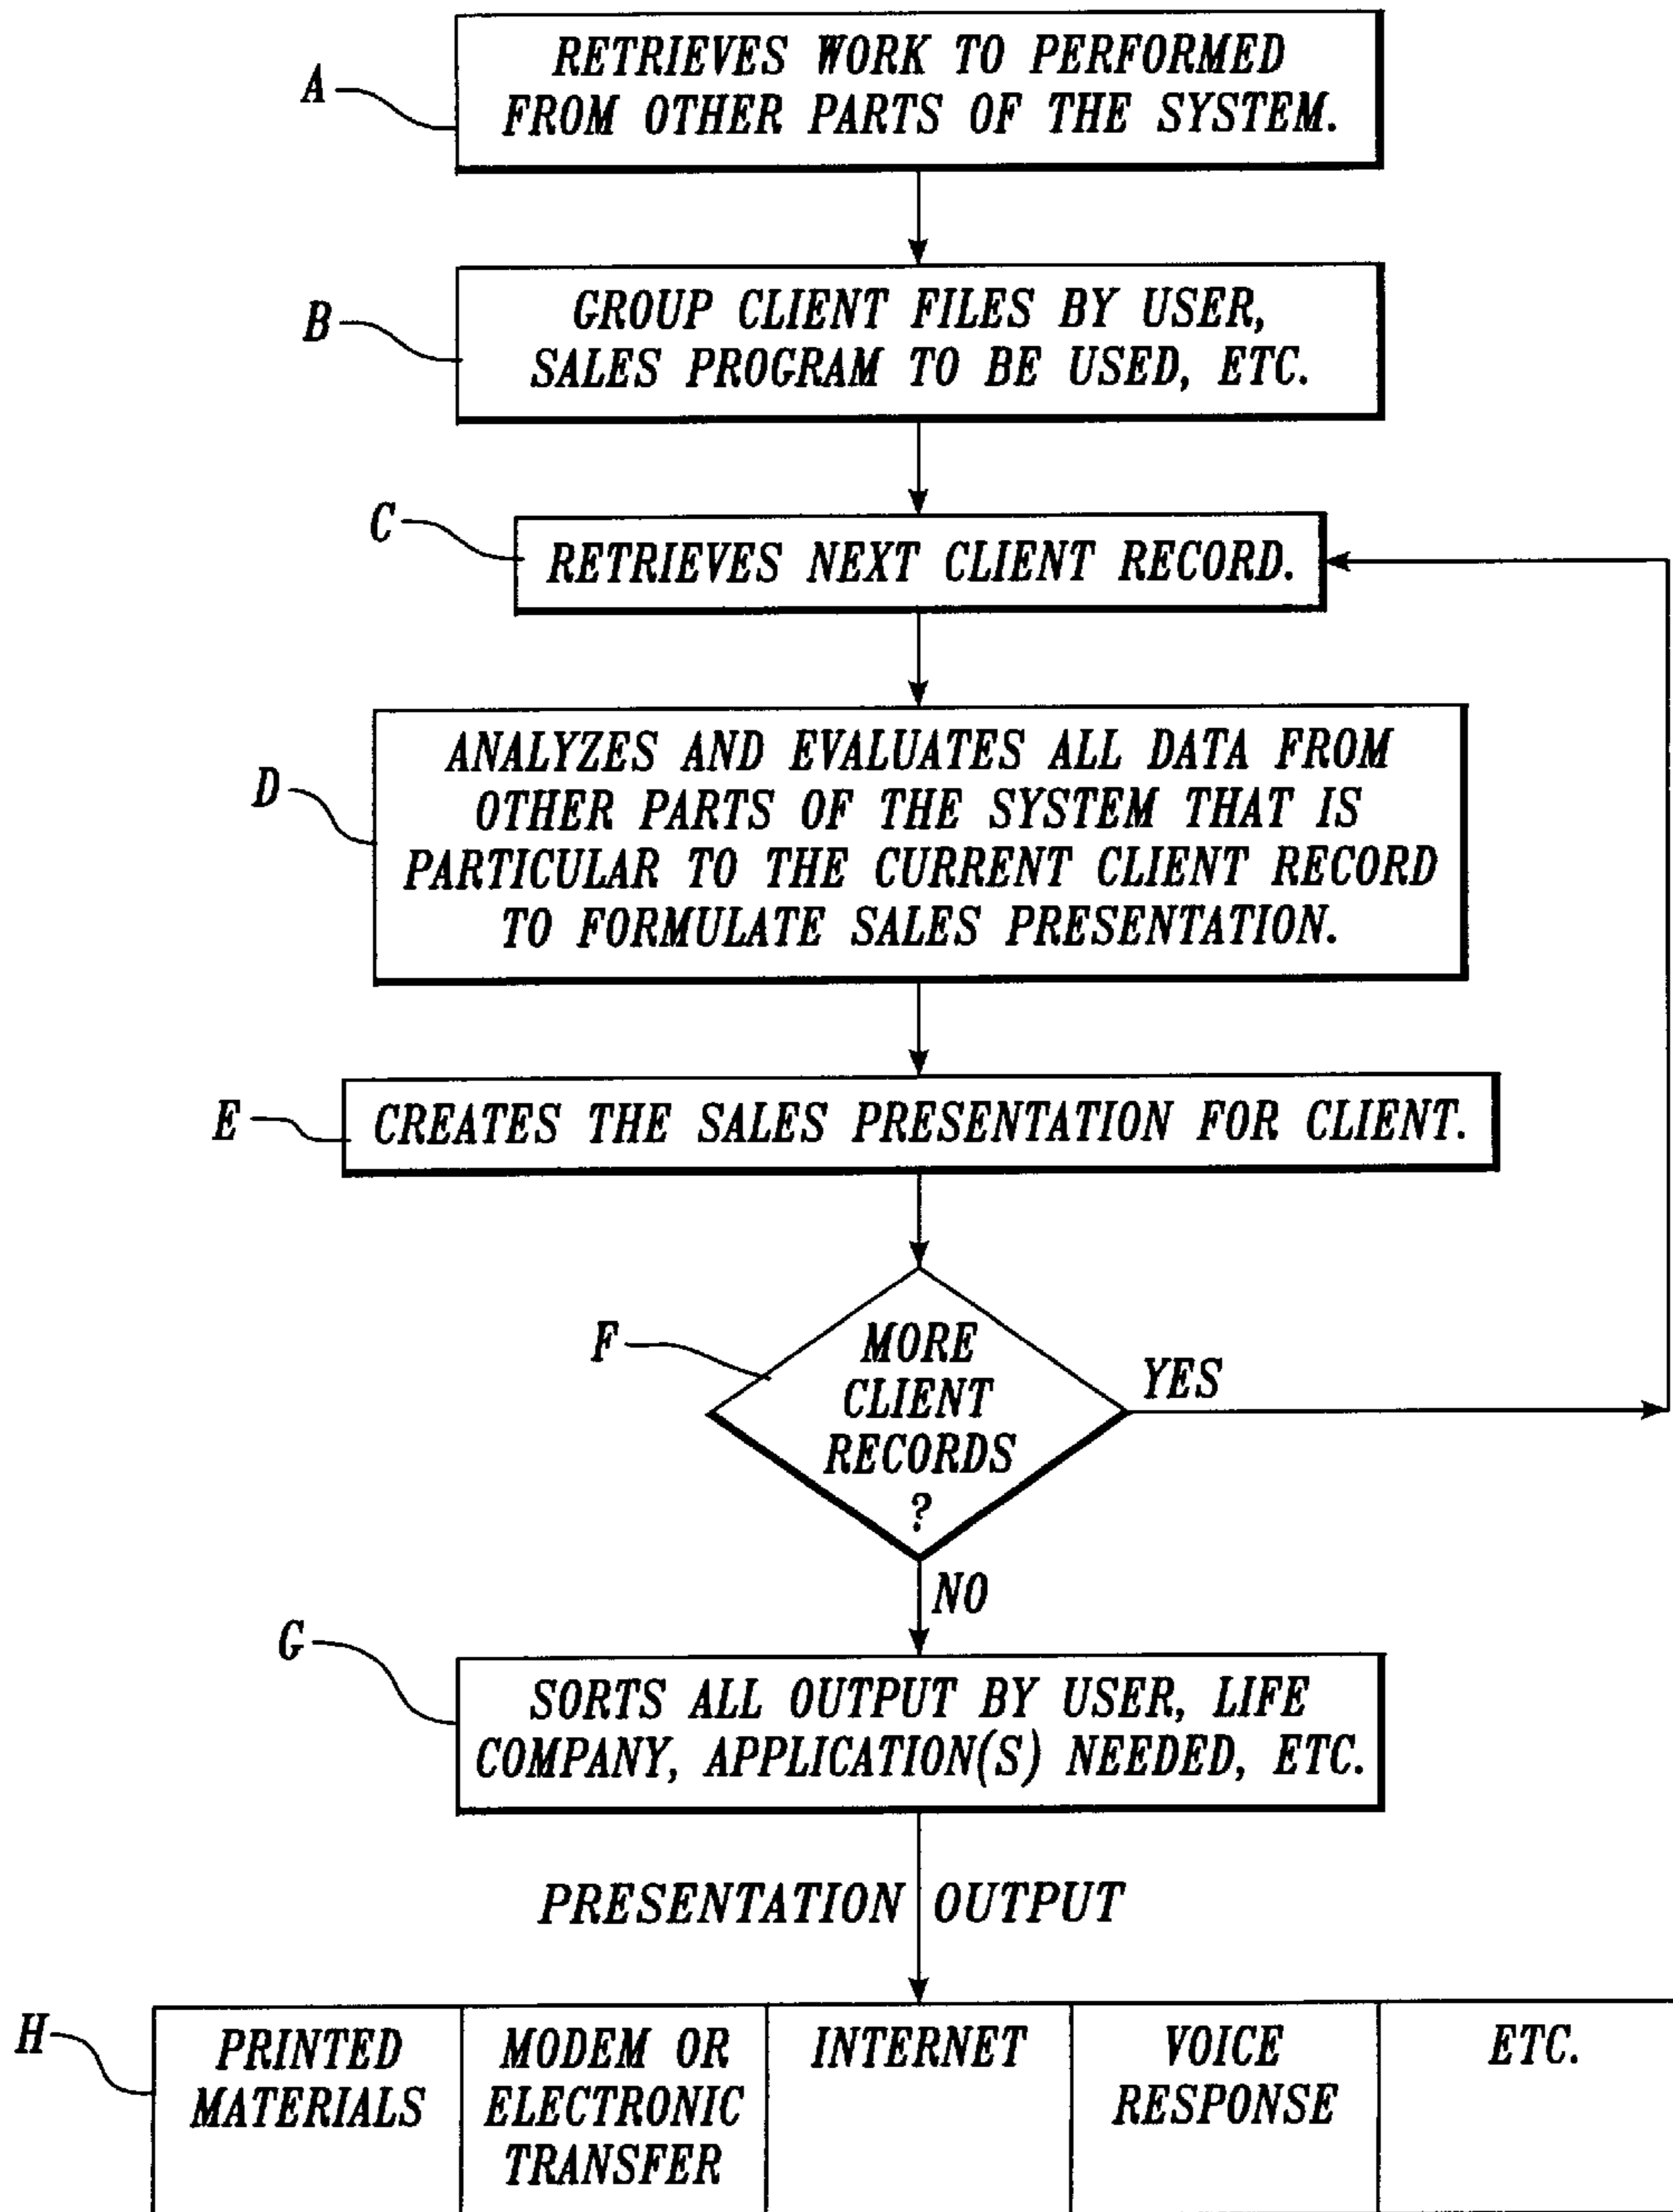 A
RETRIEVES WORK TO PERFORMED
FROM OTHER PARTS OF THE SYSTEM.
B
GROUP CLIENT FILES BY USER,
SALES PROGRAM TO BE USED, ETC.
C
RETRIEVES NEXT CLIENT RECORD.
D
ANALYZES AND EVALUATES ALL DATA FROM
OTHER PARTS OF THE SYSTEM THAT IS
PARTICULAR TO THE CURRENT CLIENT RECORD
TO FORMULATE SALES PRESENTATION.
E
CREATES THE SALES PRESENTATION FOR CLIENT.
F
MORE
CLIENT
RECORDS
?
YES
NO
G
SORTS ALL OUTPUT BY USER, LIFE
COMPANY, APPLICATION(S) NEEDED, ETC.
PRESENTATION OUTPUT
H
PRINTED
MATERIALS
MODEM OR
ELECTRONIC
TRANSFER
INTERNET
VOICE
RESPONSE
ETC.